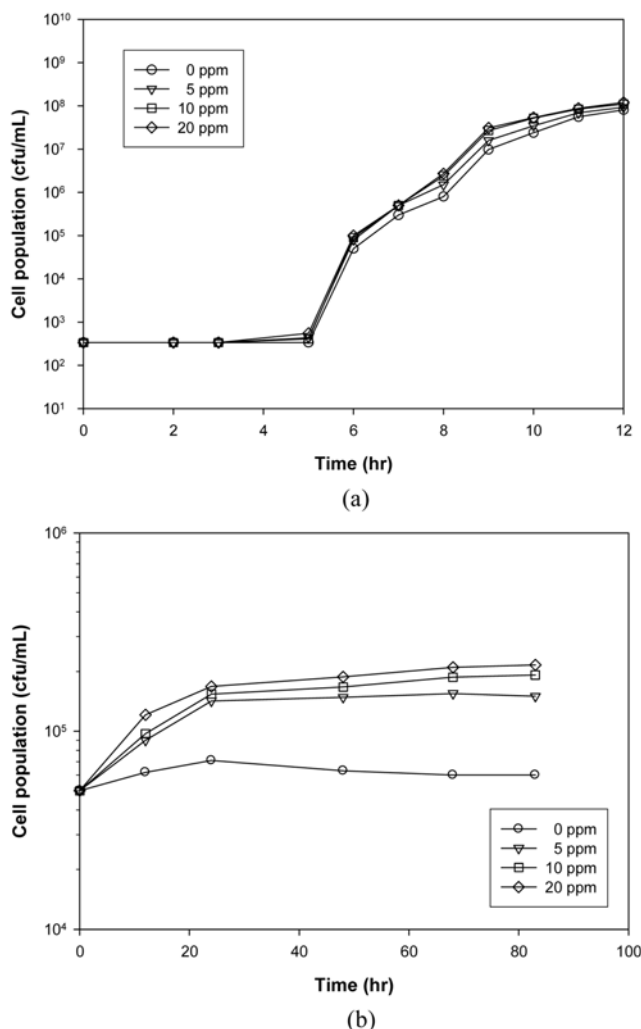 10^10
10^9
10^8
10^7
10^6
10^5
10^4
10^3
10^2
10^1
Cell population (cfu/mL)
0 ppm
5 ppm
10 ppm
20 ppm
0 2 4 6 8 10 12
Time (hr)
(a)
10^6
10^5
10^4
Cell population (cfu/mL)
0 ppm
5 ppm
10 ppm
20 ppm
0 20 40 60 80 100
Time (hr)
(b)